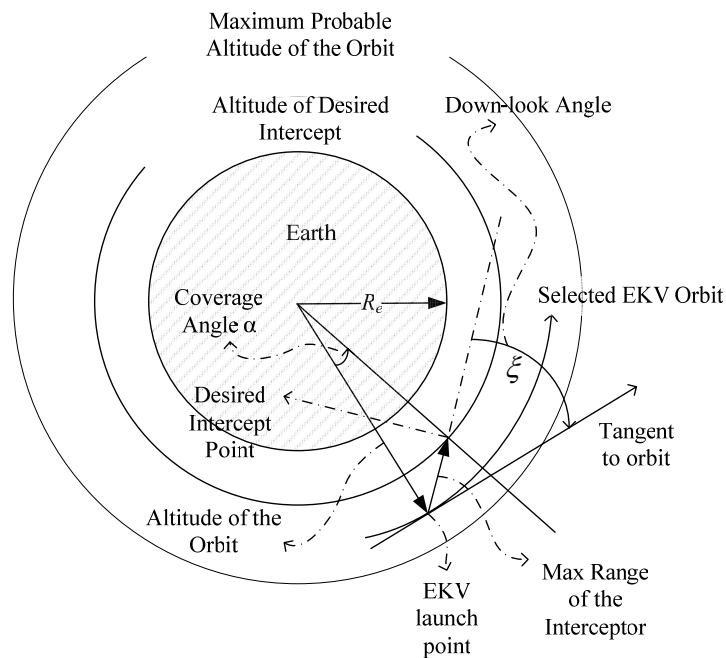 Maximum Probable
Altitude of the Orbit
Down-look Angle
Altitude of Desired
Intercept
Earth
Coverage
Angle α
Rₑ
Selected EKV Orbit
ξ
Desired
Intercept
Point
Tangent
to orbit
Altitude of the
Orbit
EKV
launch
point
Max Range
of the
Interceptor